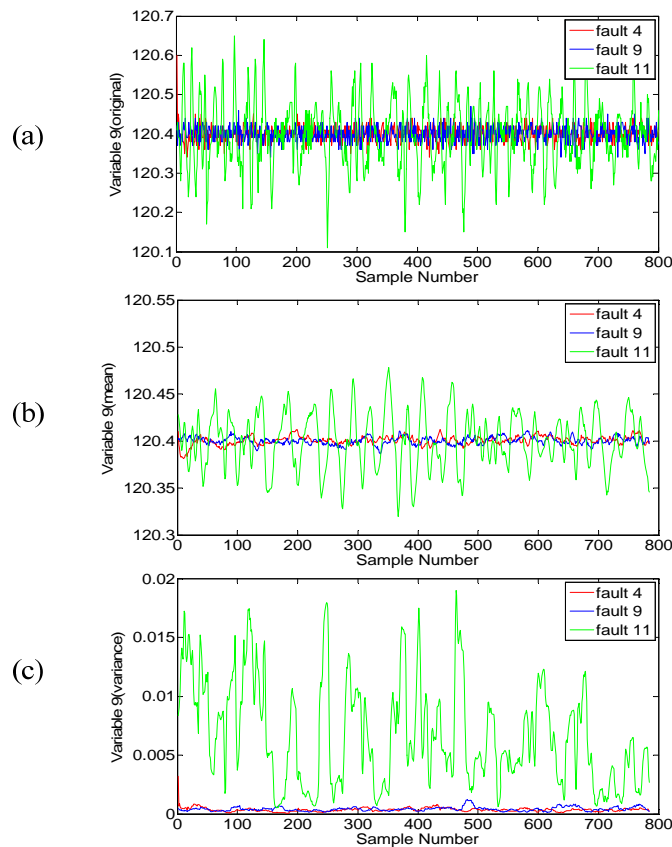 (a)
Variable 9(original)
120.7
120.6
120.5
120.4
120.3
120.2
120.1
0 100 200 300 400 500 600 700 800
Sample Number
fault 4
fault 9
fault 11
(b)
Variable 9(mean)
120.55
120.5
120.45
120.4
120.35
120.3
0 100 200 300 400 500 600 700 800
Sample Number
fault 4
fault 9
fault 11
(c)
Variable 9(variance)
0.02
0.015
0.01
0.005
0
0 100 200 300 400 500 600 700 800
Sample Number
fault 4
fault 9
fault 11